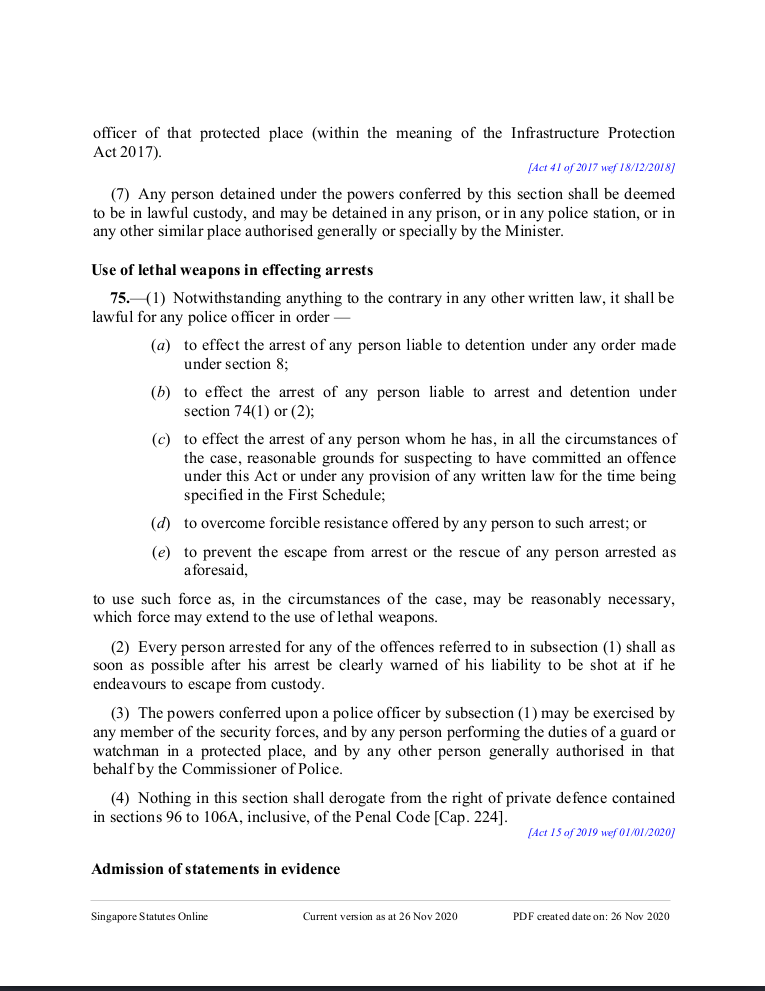 officer of that protected place (within the meaning of the Infrastructure Protection
Act 2017).
[Act 41 of 2017 wef 18/12/2018]
(7) Any person detained under the powers conferred by this section shall be deemed
to be in lawful custody, and may be detained in any prison, or in any police station, or in
any other similar place authorised generally or specially by the Minister.
Use of lethal weapons in effecting arrests
75.—(1) Notwithstanding anything to the contrary in any other written law, it shall be
lawful for any police officer in order —
(a) to effect the arrest of any person liable to detention under any order made
under section 8;
(b) to effect the arrest of any person liable to arrest and detention under
section 74(1) or (2);
(c) to effect the arrest of any person whom he has, in all the circumstances of
the case, reasonable grounds for suspecting to have committed an offence
under this Act or under any provision of any written law for the time being
specified in the First Schedule;
(d) to overcome forcible resistance offered by any person to such arrest; or
(e) to prevent the escape from arrest or the rescue of any person arrested as
aforesaid,
to use such force as, in the circumstances of the case, may be reasonably necessary,
which force may extend to the use of lethal weapons.
(2) Every person arrested for any of the offences referred to in subsection (1) shall as
soon as possible after his arrest be clearly warned of his liability to be shot at if he
endeavours to escape from custody.
(3) The powers conferred upon a police officer by subsection (1) may be exercised by
any member of the security forces, and by any person performing the duties of a guard or
watchman in a protected place, and by any other person generally authorised in that
behalf by the Commissioner of Police.
(4) Nothing in this section shall derogate from the right of private defence contained
in sections 96 to 106A, inclusive, of the Penal Code [Cap. 224].
[Act 15 of 2019 wef 01/01/2020]
Admission of statements in evidence
Singapore Statutes Online Current version as at 26 Nov 2020 PDF created date on: 26 Nov 2020